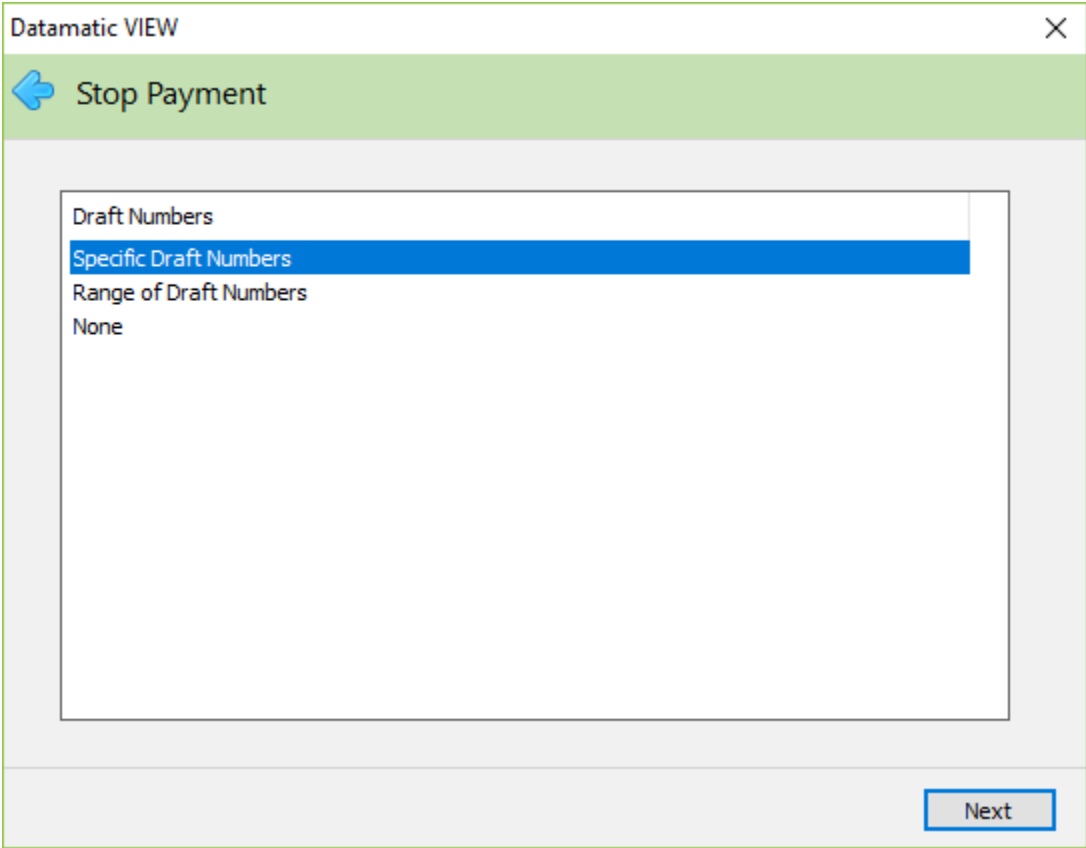 Datamatic VIEW
Stop Payment
Draft Numbers
Specific Draft Numbers
Range of Draft Numbers
None
Next